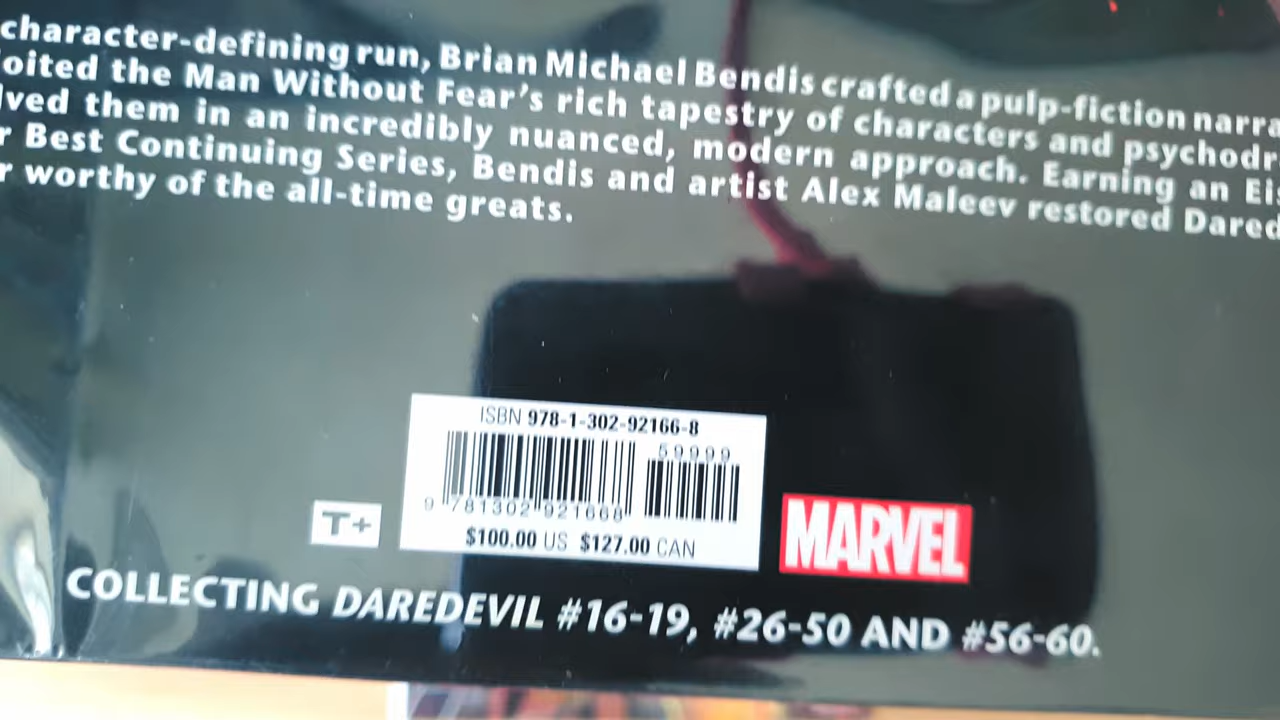 character-defining run, Brian Michael Bendis crafted a pulp-fiction narra
oited the Man Without Fear's rich tapestry of characters and psychodr
lved them in an incredibly nuanced, modern approach. Earning an Eis
r Best Continuing Series, Bendis and artist Alex Maleev restored Dared
r worthy of the all-time greats.
ISBN 978-1-302-92166-8
59999
9 781302 921668
T+
$100.00 US $127.00 CAN
MARVEL
COLLECTING DAREDEVIL #16-19, #26-50 AND #56-60.